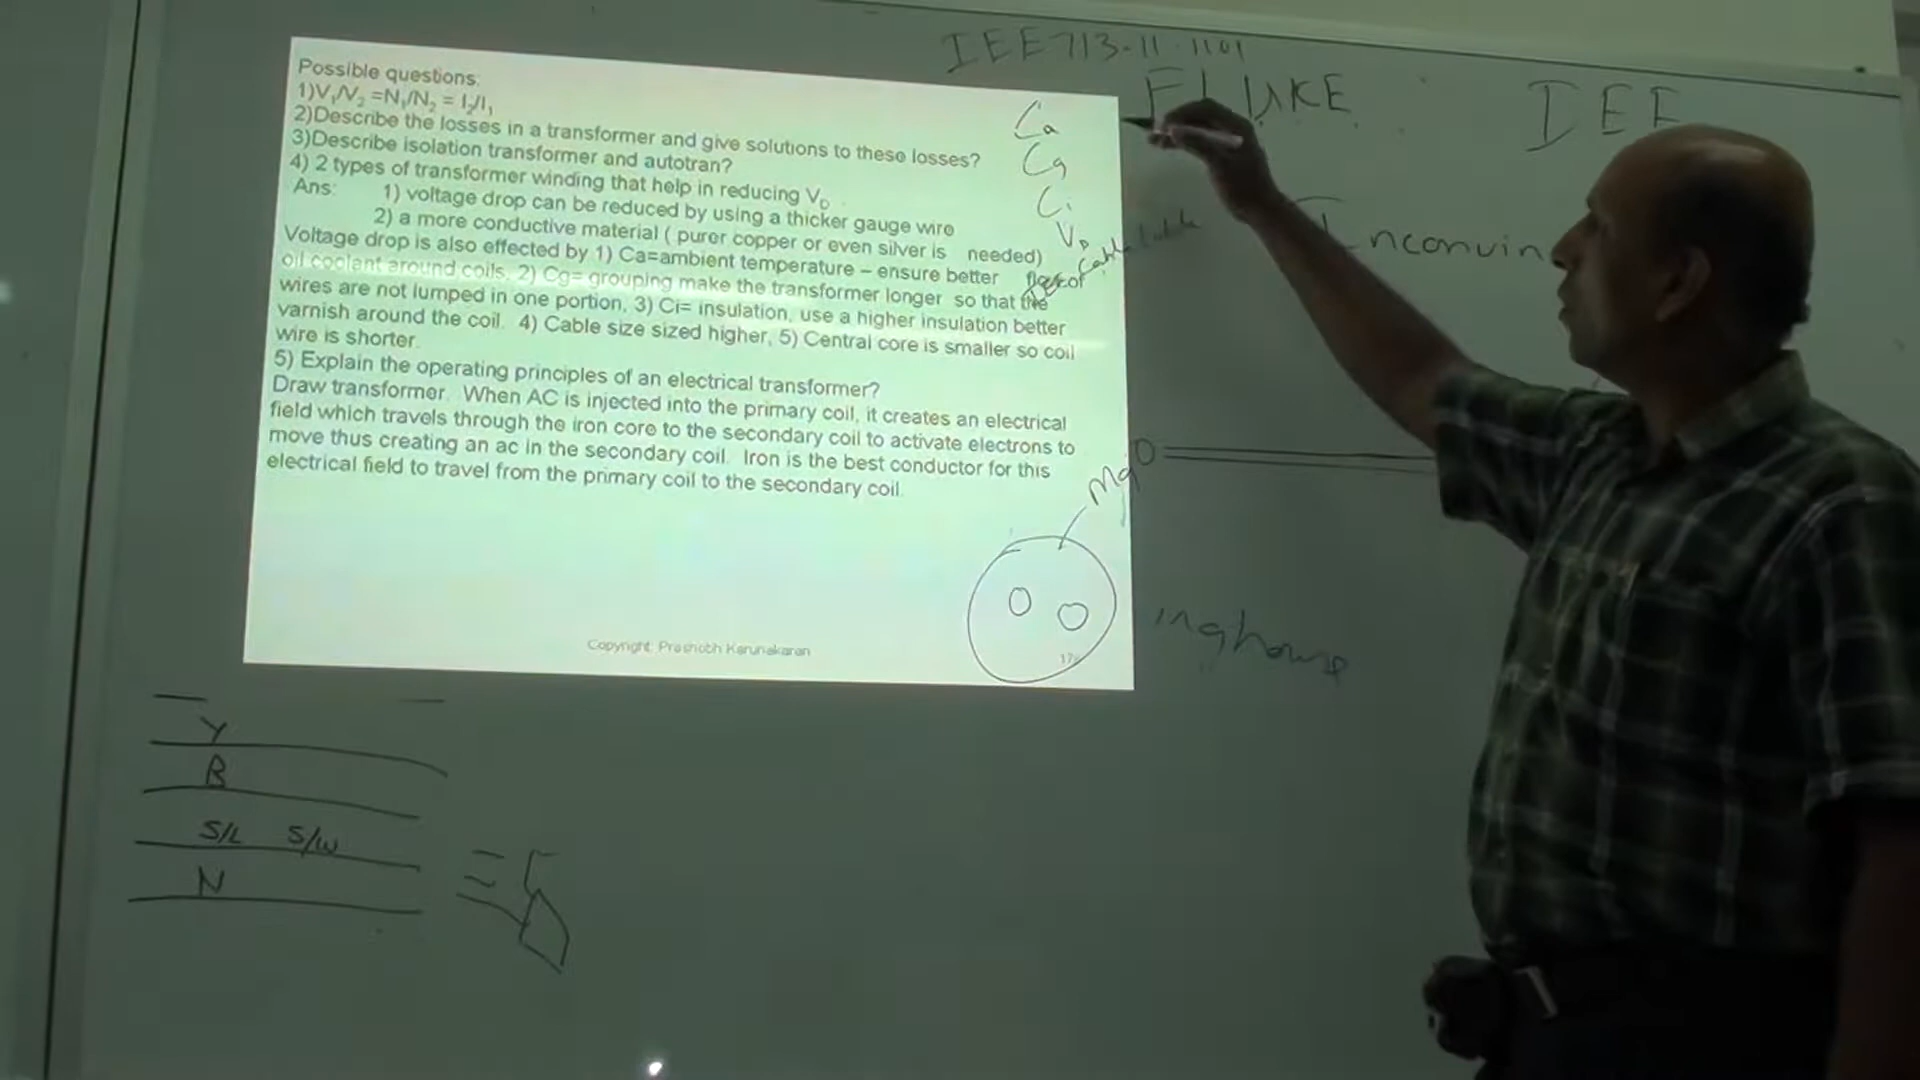 IEE713-11-1101
FLUKE
IEE
Possible questions:
1)V₁/V₂ =N₁/N₂ = I₂/I₁
2)Describe the losses in a transformer and give solutions to these losses?
3)Describe isolation transformer and autotran?
4) 2 types of transformer winding that help in reducing V_D
Ans: 1) voltage drop can be reduced by using a thicker gauge wire
2) a more conductive material ( purer copper or even silver is needed)
Voltage drop is also effected by 1) Ca=ambient temperature – ensure better
oil coolant around coils, 2) Cg= grouping make the transformer longer so that the
wires are not lumped in one portion, 3) Ci= insulation, use a higher insulation better
varnish around the coil. 4) Cable size sized higher, 5) Central core is smaller so coil
wire is shorter.
5) Explain the operating principles of an electrical transformer?
Draw transformer. When AC is injected into the primary coil, it creates an electrical
field which travels through the iron core to the secondary coil to activate electrons to
move thus creating an ac in the secondary coil. Iron is the best conductor for this
electrical field to travel from the primary coil to the secondary coil.
Copyright: Prashobh Karunakaran
Ca
Cg
Ci
V_D
Inconvin
MgO
inghouse
Y
B
S/L S/W
N